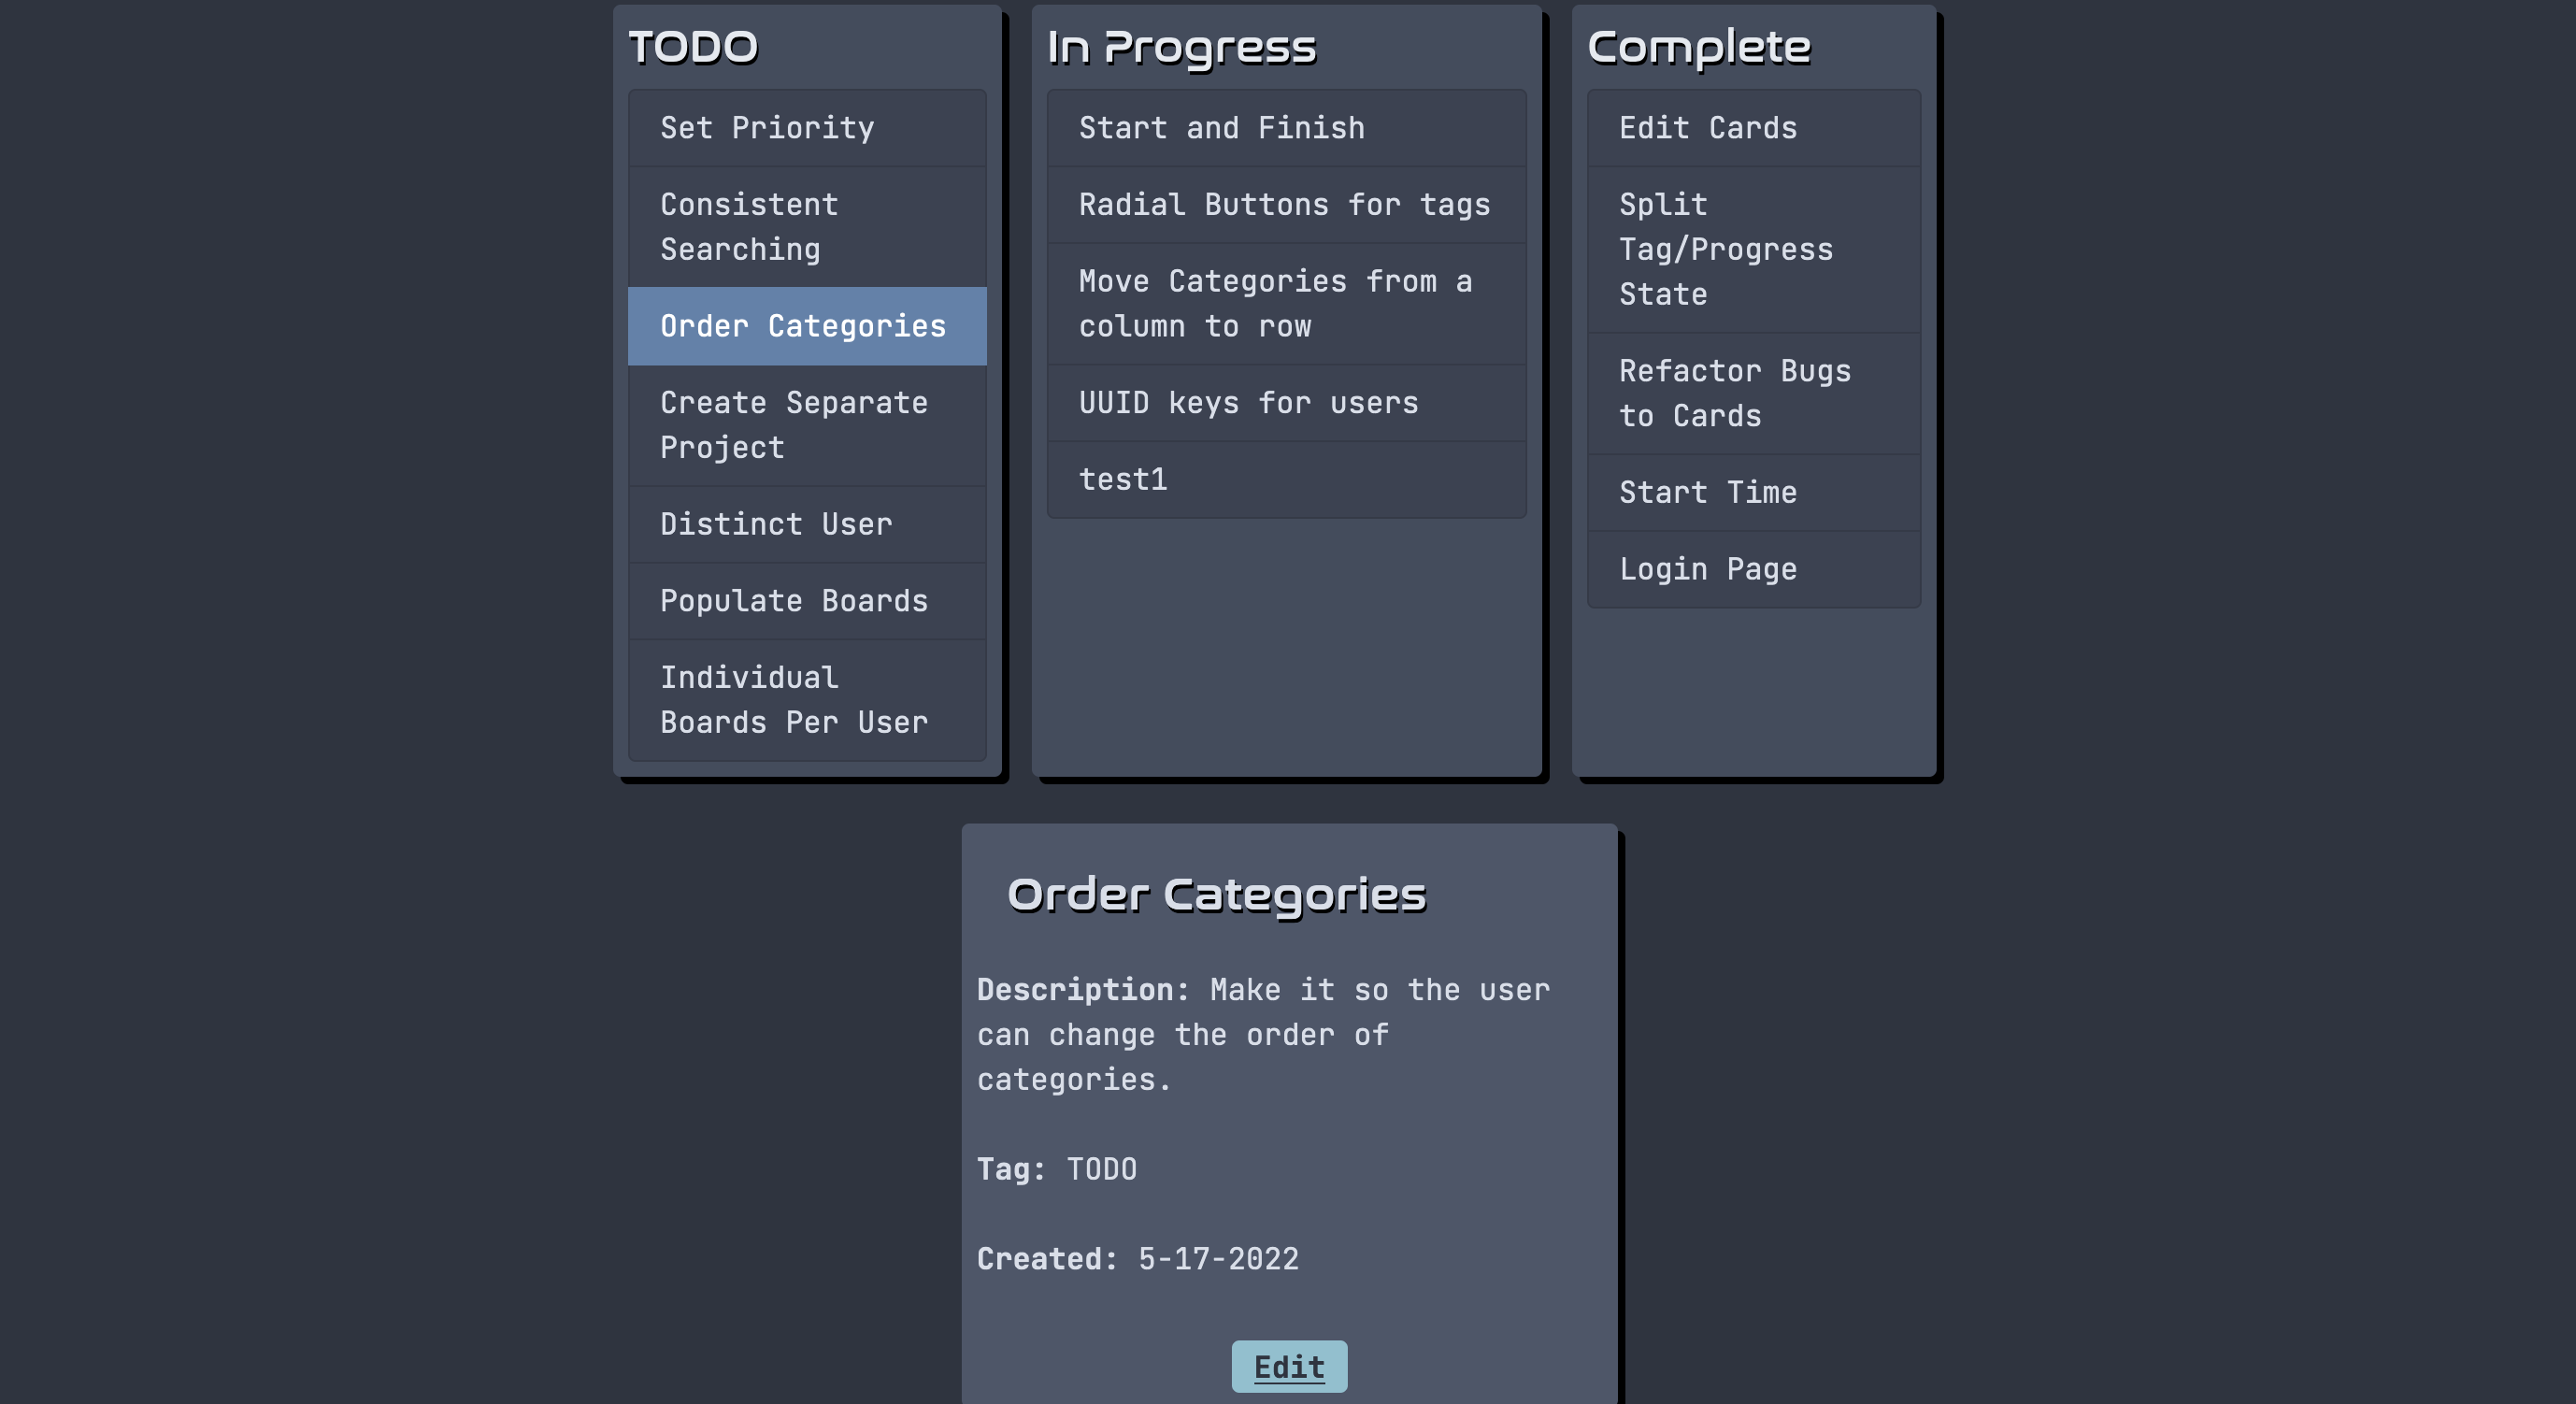 TODO
Set Priority
Consistent
Searching
Order Categories
Create Separate
Project
Distinct User
Populate Boards
Individual
Boards Per User
In Progress
Start and Finish
Radial Buttons for tags
Move Categories from a
column to row
UUID keys for users
test1
Complete
Edit Cards
Split
Tag/Progress
State
Refactor Bugs
to Cards
Start Time
Login Page
Order Categories
Description: Make it so the user
can change the order of
categories.
Tag: TODO
Created: 5-17-2022
Edit